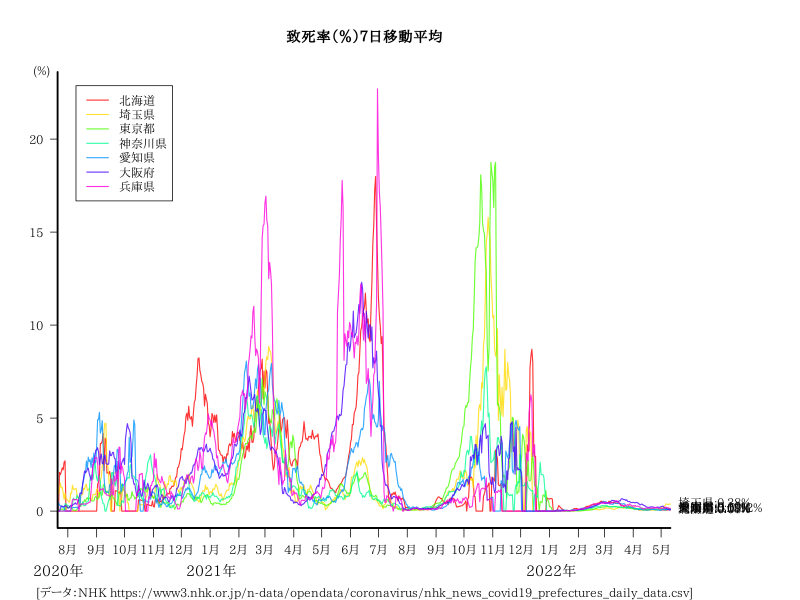 致死率(%)7日移動平均
(%)
北海道
埼玉県
東京都
神奈川県
愛知県
大阪府
兵庫県
20
15
10
5
0
埼玉県:0.38%
8月 9月 10月 11月 12月 1月 2月 3月 4月 5月 6月 7月 8月 9月 10月 11月 12月 1月 2月 3月 4月 5月
2020年 2021年 2022年
[データ:NHK https://www3.nhk.or.jp/n-data/opendata/coronavirus/nhk_news_covid19_prefectures_daily_data.csv]